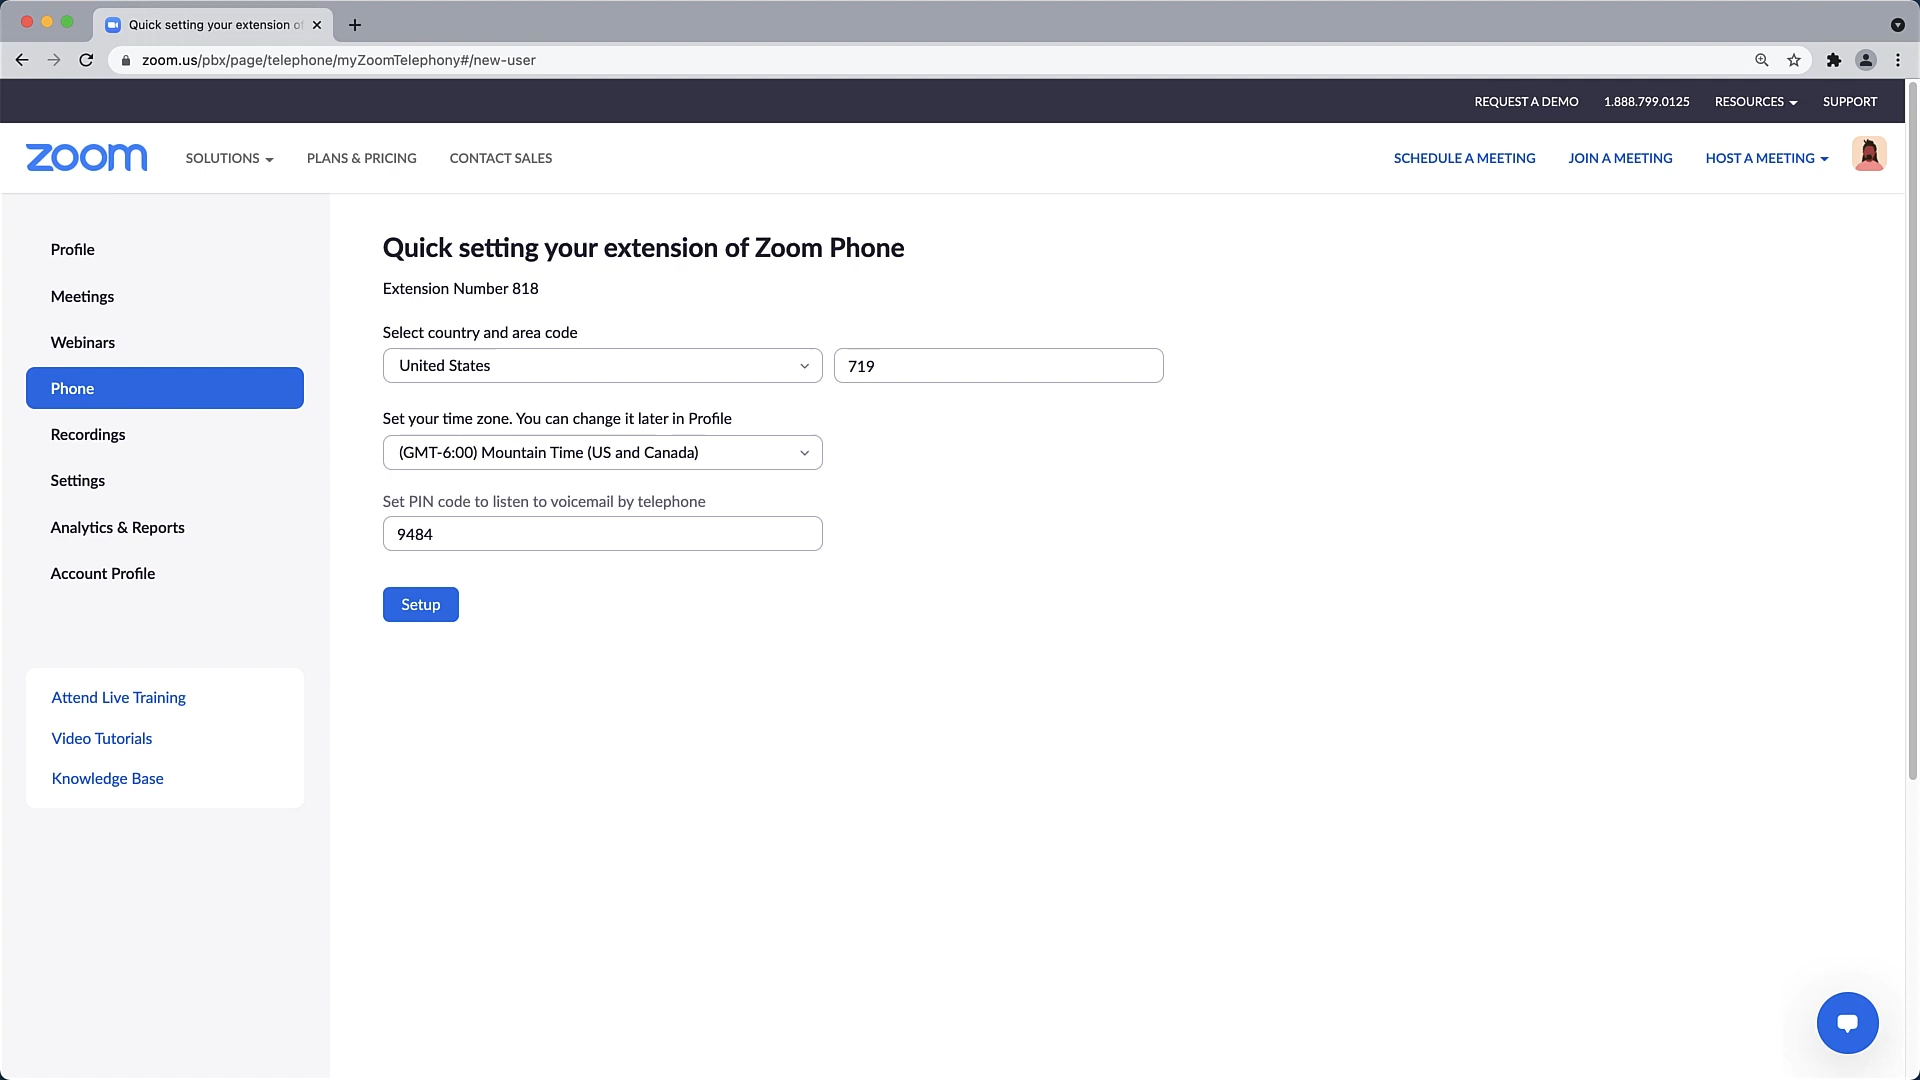 Quick setting your extension of
zoom.us/pbx/page/telephone/myZoomTelephony#/new-user
REQUEST A DEMO 1.888.799.0125 RESOURCES SUPPORT
zoom SOLUTIONS PLANS & PRICING CONTACT SALES SCHEDULE A MEETING JOIN A MEETING HOST A MEETING
Profile
Meetings
Webinars
Phone
Recordings
Settings
Analytics & Reports
Account Profile
Attend Live Training
Video Tutorials
Knowledge Base
Quick setting your extension of Zoom Phone
Extension Number 818
Select country and area code
United States 719
Set your time zone. You can change it later in Profile
(GMT-6:00) Mountain Time (US and Canada)
Set PIN code to listen to voicemail by telephone
9484
Setup